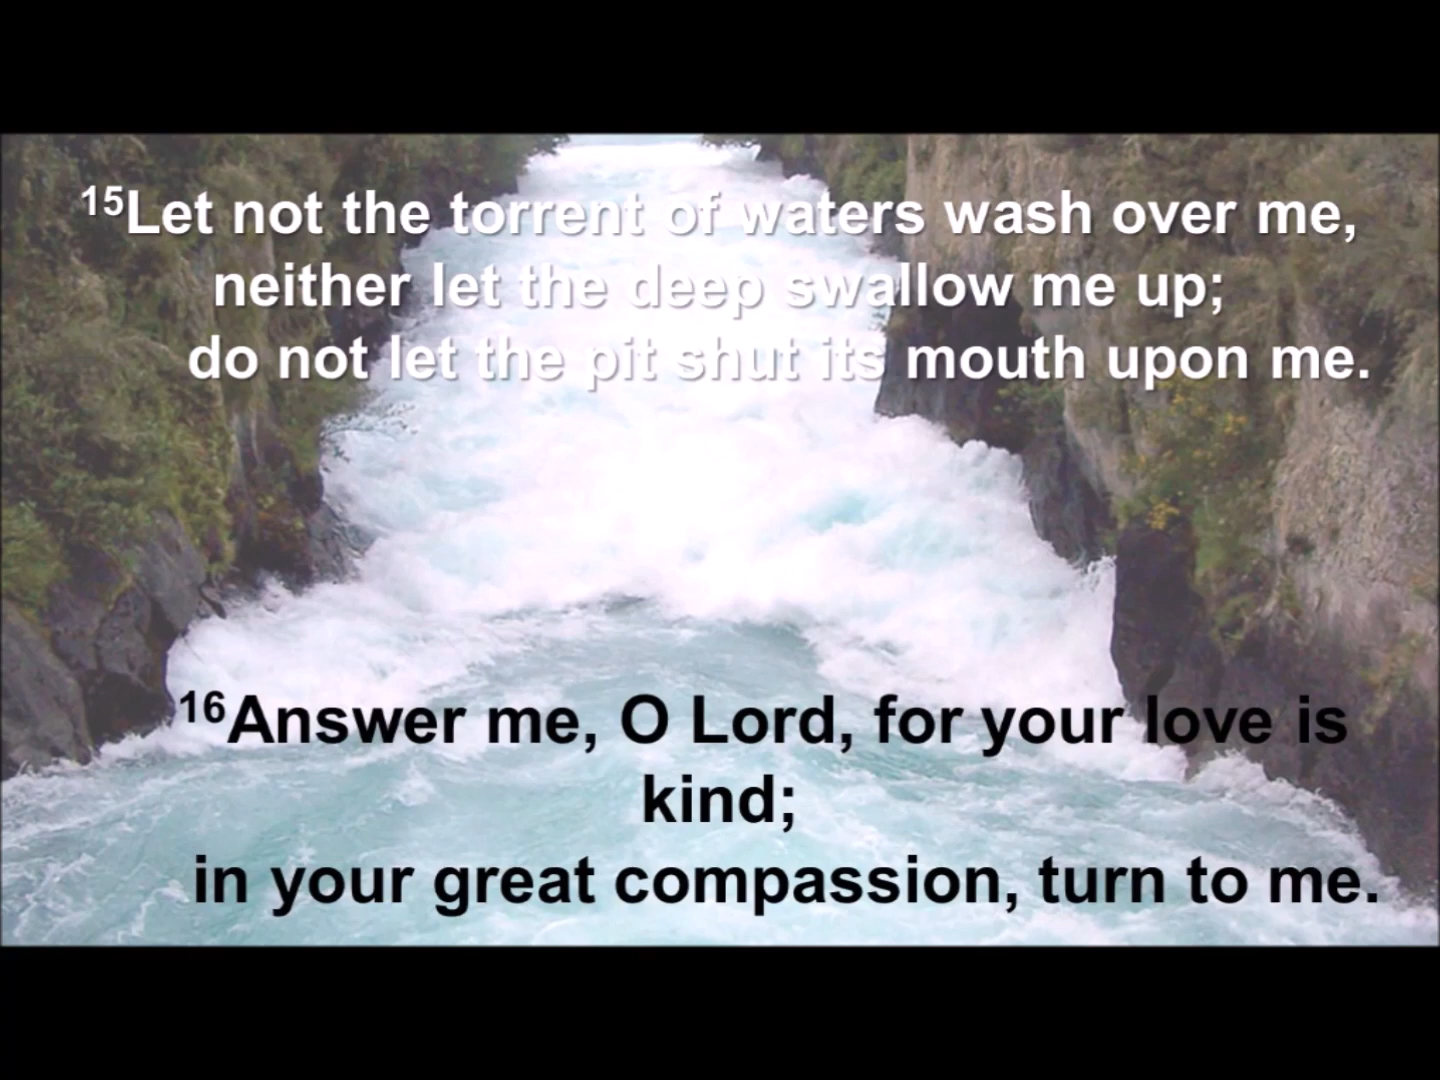 15Let not the torrent of waters wash over me,
neither let the deep swallow me up;
do not let the pit shut its mouth upon me.
16Answer me, O Lord, for your love is
kind;
in your great compassion, turn to me.